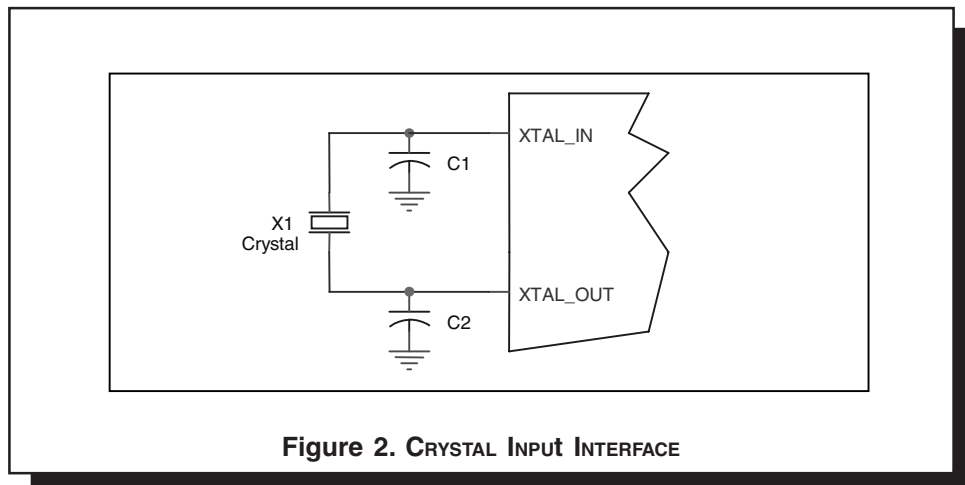 XTAL_IN
C1
X1
Crystal
XTAL_OUT
C2
Figure 2. CRYSTAL INPUt INTERFACE